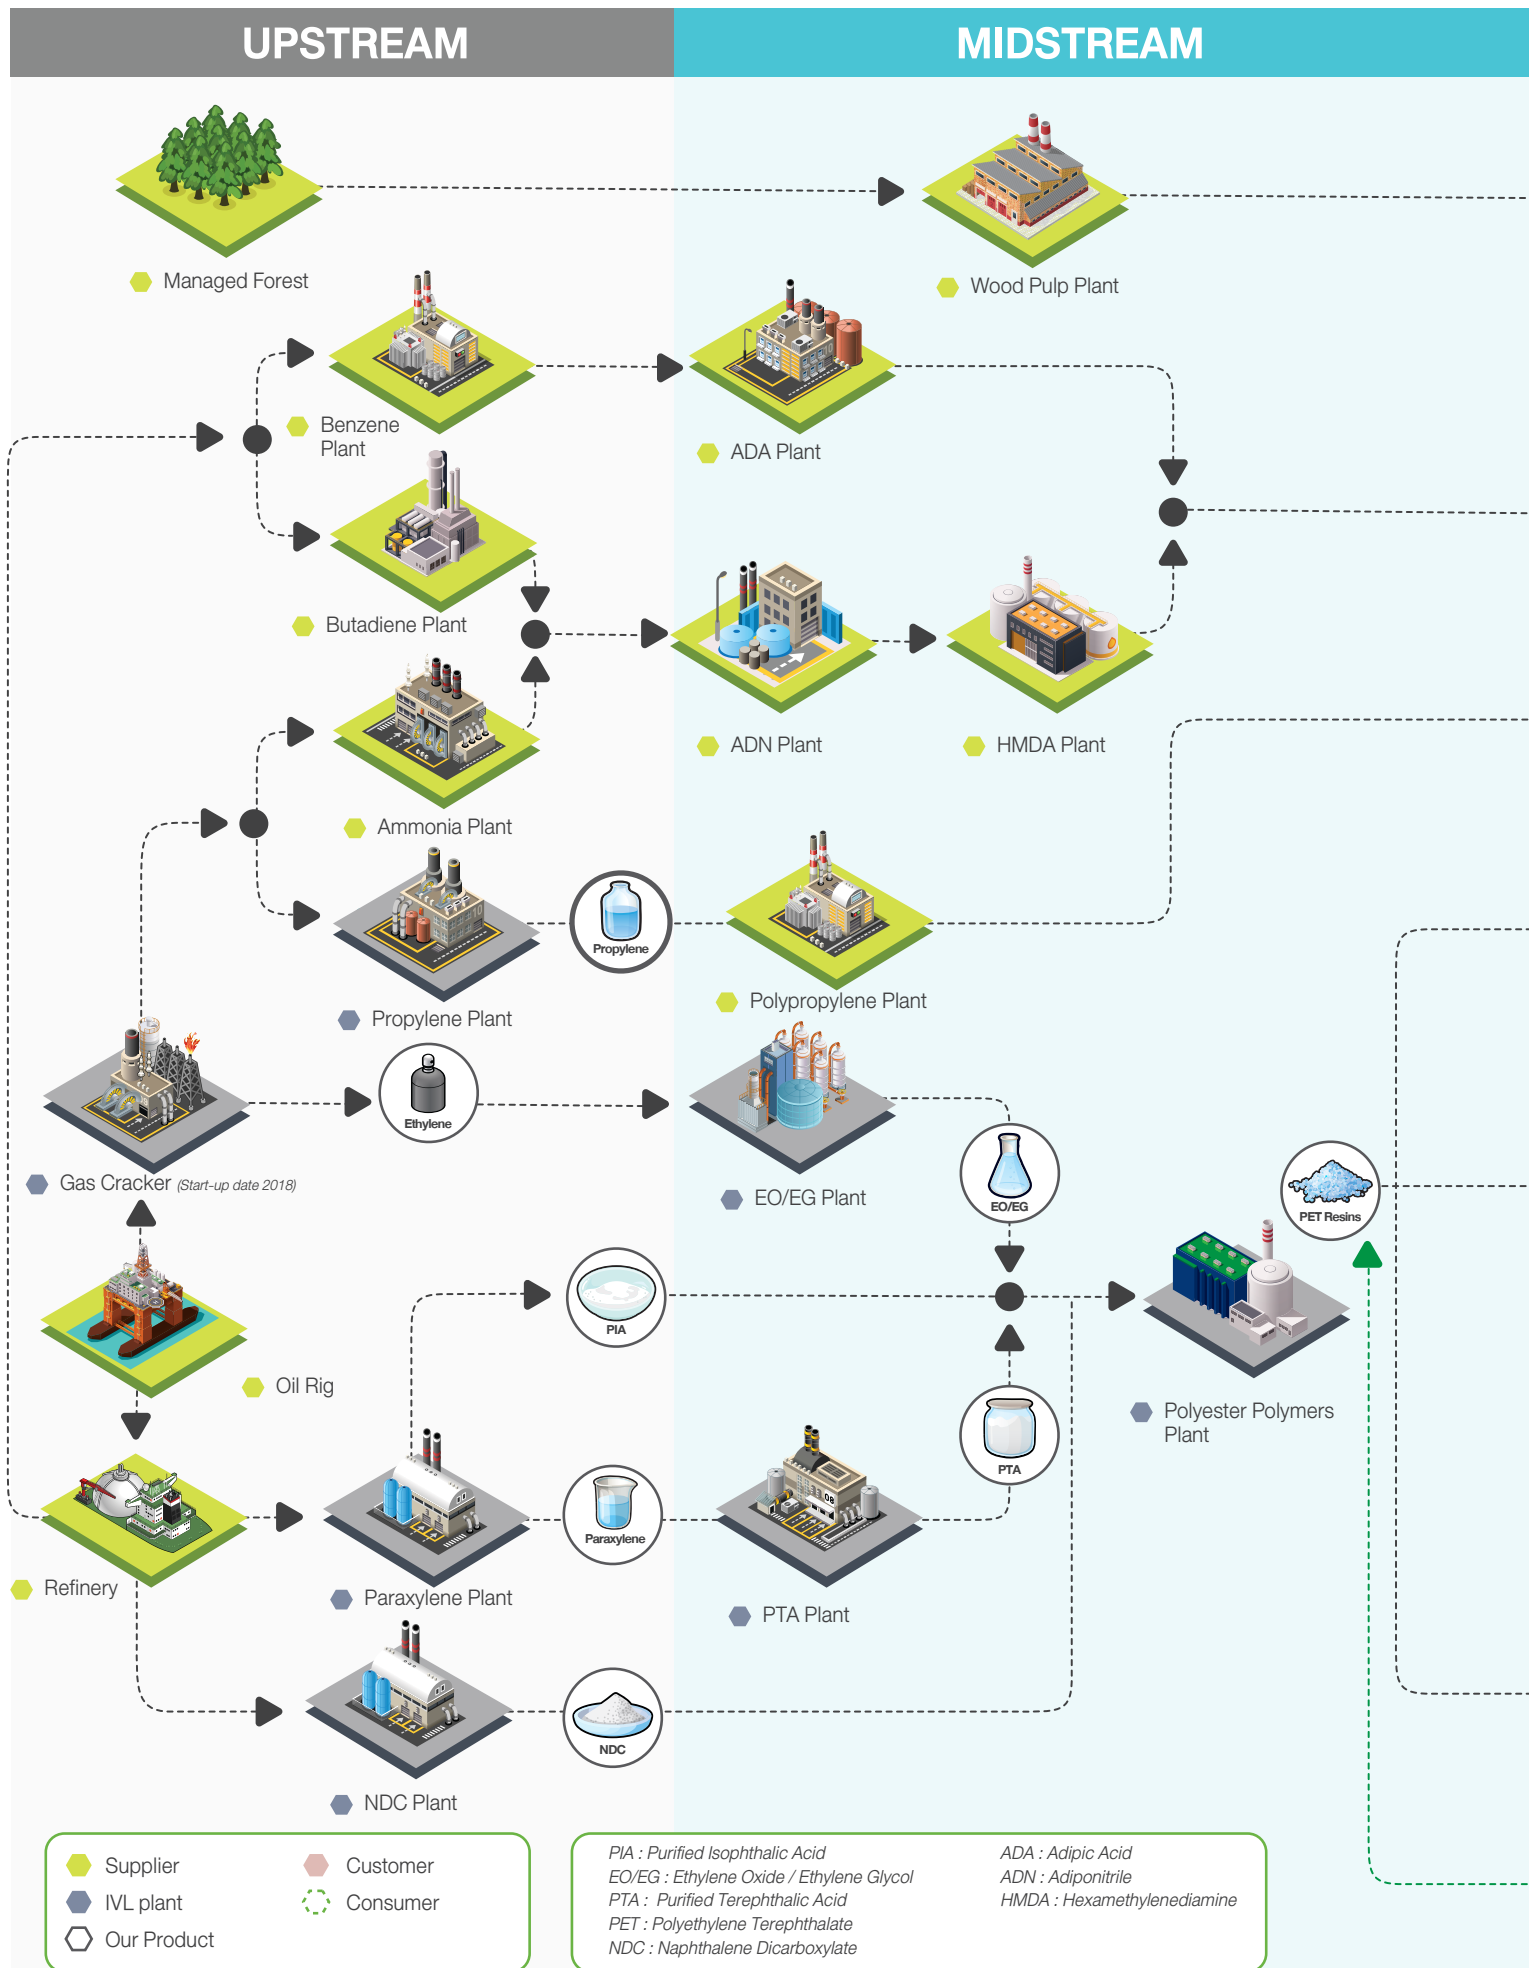 UPSTREAM
MIDSTREAM
Managed Forest
Wood Pulp Plant
Benzene
Plant
ADA Plant
Butadiene Plant
ADN Plant
HMDA Plant
Ammonia Plant
Propylene
Propylene Plant
Polypropylene Plant
Ethylene
Gas Cracker (Start-up date 2018)
EO/EG Plant
EO/EG
PET Resins
PIA
Oil Rig
Polyester Polymers
Plant
PTA
Paraxylene
Refinery
Paraxylene Plant
PTA Plant
NDC
NDC Plant
Supplier
Customer
IVL plant
Consumer
Our Product
PIA : Purified Isophthalic Acid
EO/EG : Ethylene Oxide / Ethylene Glycol
PTA : Purified Terephthalic Acid
PET : Polyethylene Terephthalate
NDC : Naphthalene Dicarboxylate
ADA : Adipic Acid
ADN : Adiponitrile
HMDA : Hexamethylenediamine
08